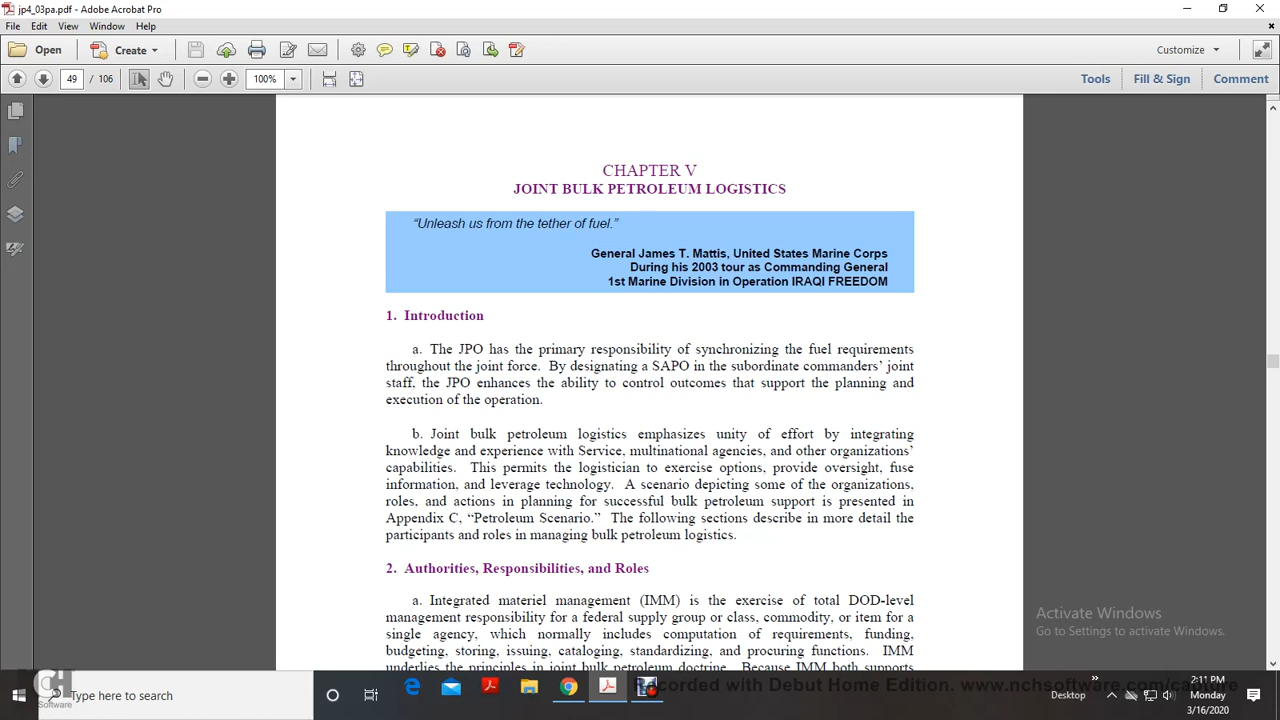 jp4_03pa.pdf - Adobe Acrobat Pro
File Edit View Window Help
Open Create Customize
49 / 106 100% Tools Fill & Sign Comment
CHAPTER V
JOINT BULK PETROLEUM LOGISTICS
“Unleash us from the tether of fuel.”
General James T. Mattis, United States Marine Corps
During his 2003 tour as Commanding General
1st Marine Division in Operation IRAQI FREEDOM
1. Introduction
a. The JPO has the primary responsibility of synchronizing the fuel requirements
throughout the joint force. By designating a SAPO in the subordinate commanders’ joint
staff, the JPO enhances the ability to control outcomes that support the planning and
execution of the operation.
b. Joint bulk petroleum logistics emphasizes unity of effort by integrating
knowledge and experience with Service, multinational agencies, and other organizations’
capabilities. This permits the logistician to exercise options, provide oversight, fuse
information, and leverage technology. A scenario depicting some of the organizations,
roles, and actions in planning for successful bulk petroleum support is presented in
Appendix C, “Petroleum Scenario.” The following sections describe in more detail the
participants and roles in managing bulk petroleum logistics.
2. Authorities, Responsibilities, and Roles
a. Integrated materiel management (IMM) is the exercise of total DOD-level
management responsibility for a federal supply group or class, commodity, or item for a
single agency, which normally includes computation of requirements, funding,
budgeting, storing, issuing, cataloging, standardizing, and procuring functions. IMM
underlies the principles in joint bulk petroleum doctrine. Because IMM both supports
Activate Windows
Go to Settings to activate Windows.
NCH Software
Type here to search
Recorded with Debut Home Edition. www.nchsoftware.com/capture
Desktop
2:11 PM
Monday
3/16/2020